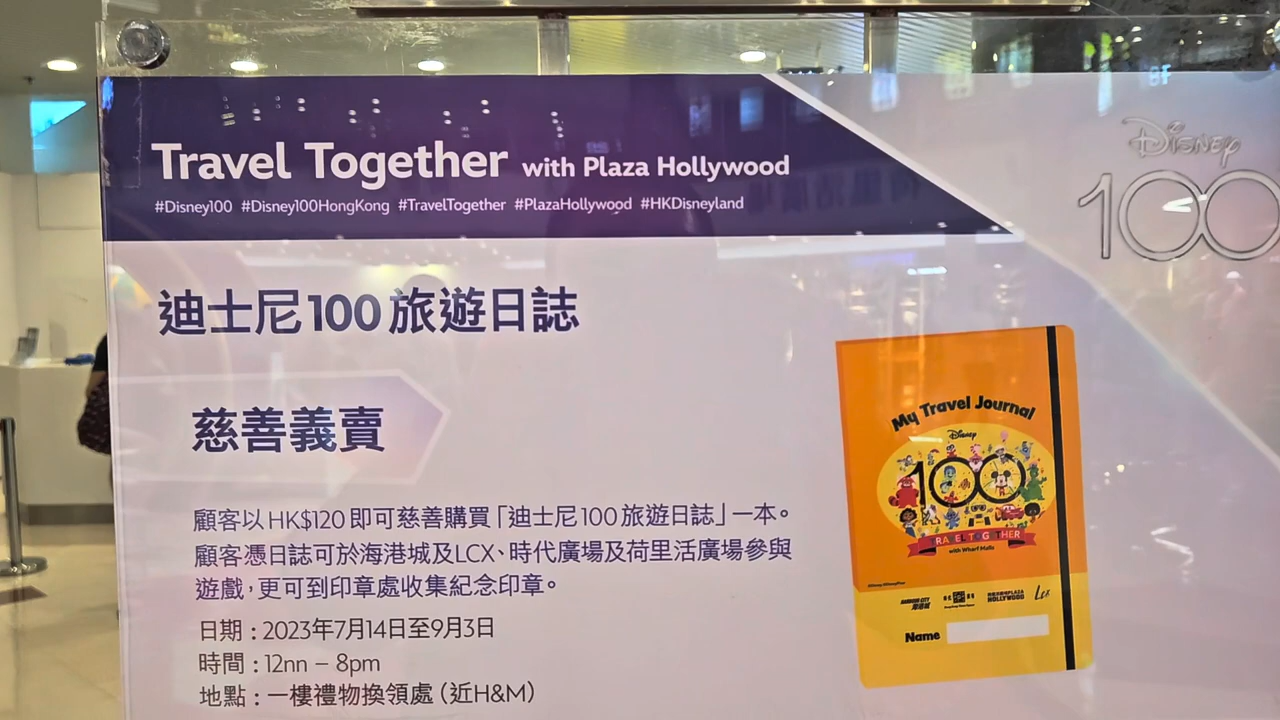 Travel Together with Plaza Hollywood
#Disney100 #Disney100HongKong #TravelTogether #PlazaHollywood #HKDisneyland
Disney
100
迪士尼100旅遊日誌
慈善義賣
顧客以HK$120即可慈善購買「迪士尼100旅遊日誌」一本。
顧客憑日誌可於海港城及LCX、時代廣場及荷里活廣場參與
遊戲，更可到印章處收集紀念印章。
日期：2023年7月14日至9月3日
時間：12nn – 8pm
地點：一樓禮物換領處（近H&M）
My Travel Journal
Disney
100
TRAVEL TOGETHER
with Wharf Malls
海港城
PLAZA HOLLYWOOD
LCX
Name